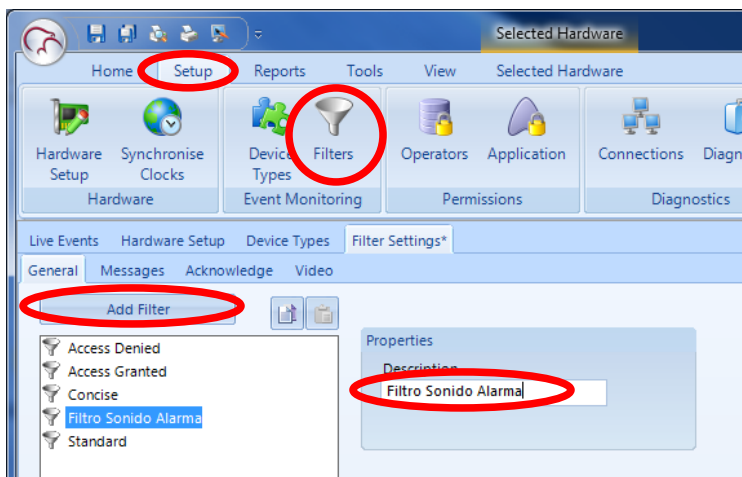 Selected Hardware
Home Setup Reports Tools View Selected Hardware
Hardware Setup
Synchronise Clocks
Device Types
Filters
Operators
Application
Connections
Hardware
Event Monitoring
Permissions
Diagnostics
Live Events Hardware Setup Device Types Filter Settings*
General Messages Acknowledge Video
Add Filter
Properties
Access Denied
Description
Access Granted
Filtro Sonido Alarma
Concise
Filtro Sonido Alarma
Standard